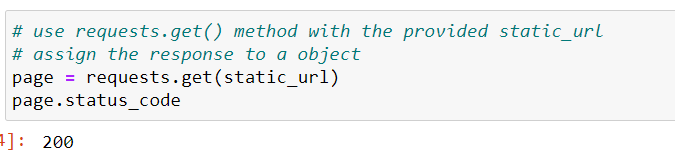 # use requests.get() method with the provided static_url
# assign the response to a object
page = requests.get(static_url)
page.status_code
4]: 200